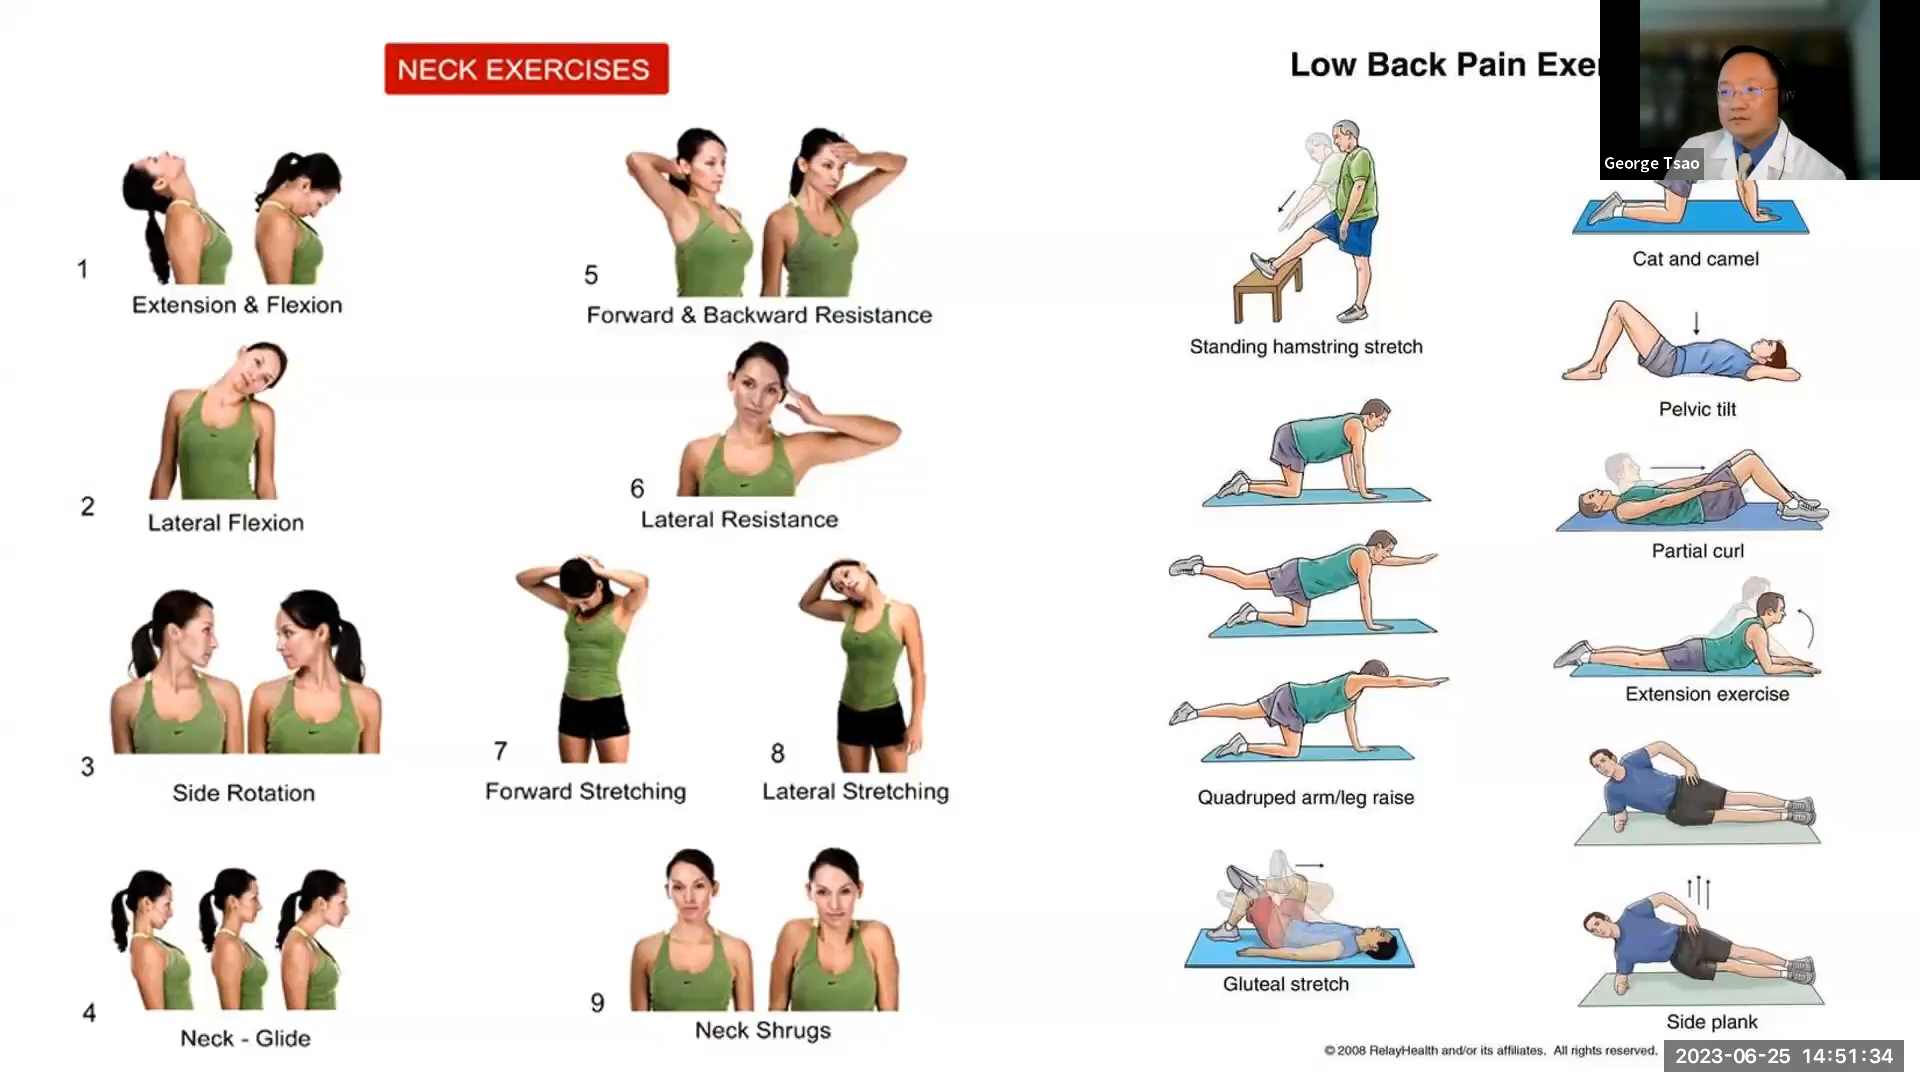 NECK EXERCISES
1
Extension & Flexion
5
Forward & Backward Resistance
2
Lateral Flexion
6
Lateral Resistance
3
Side Rotation
7
Forward Stretching
8
Lateral Stretching
4
Neck - Glide
9
Neck Shrugs
Low Back Pain
George Tsao
Standing hamstring stretch
Cat and camel
Pelvic tilt
Partial curl
Quadruped arm/leg raise
Extension exercise
Gluteal stretch
Side plank
© 2008 RelayHealth and/or its affiliates. All rights reserved.
2023-06-25 14:51:34